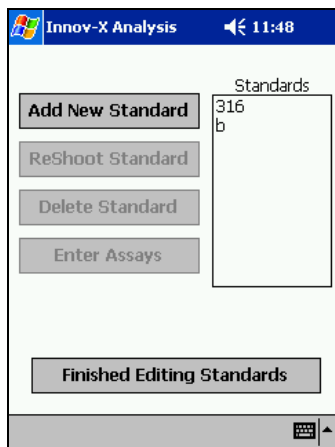 Innov-X Analysis 11:48
Standards
Add New Standard
316
b
ReShoot Standard
Delete Standard
Enter Assays
Finished Editing Standards